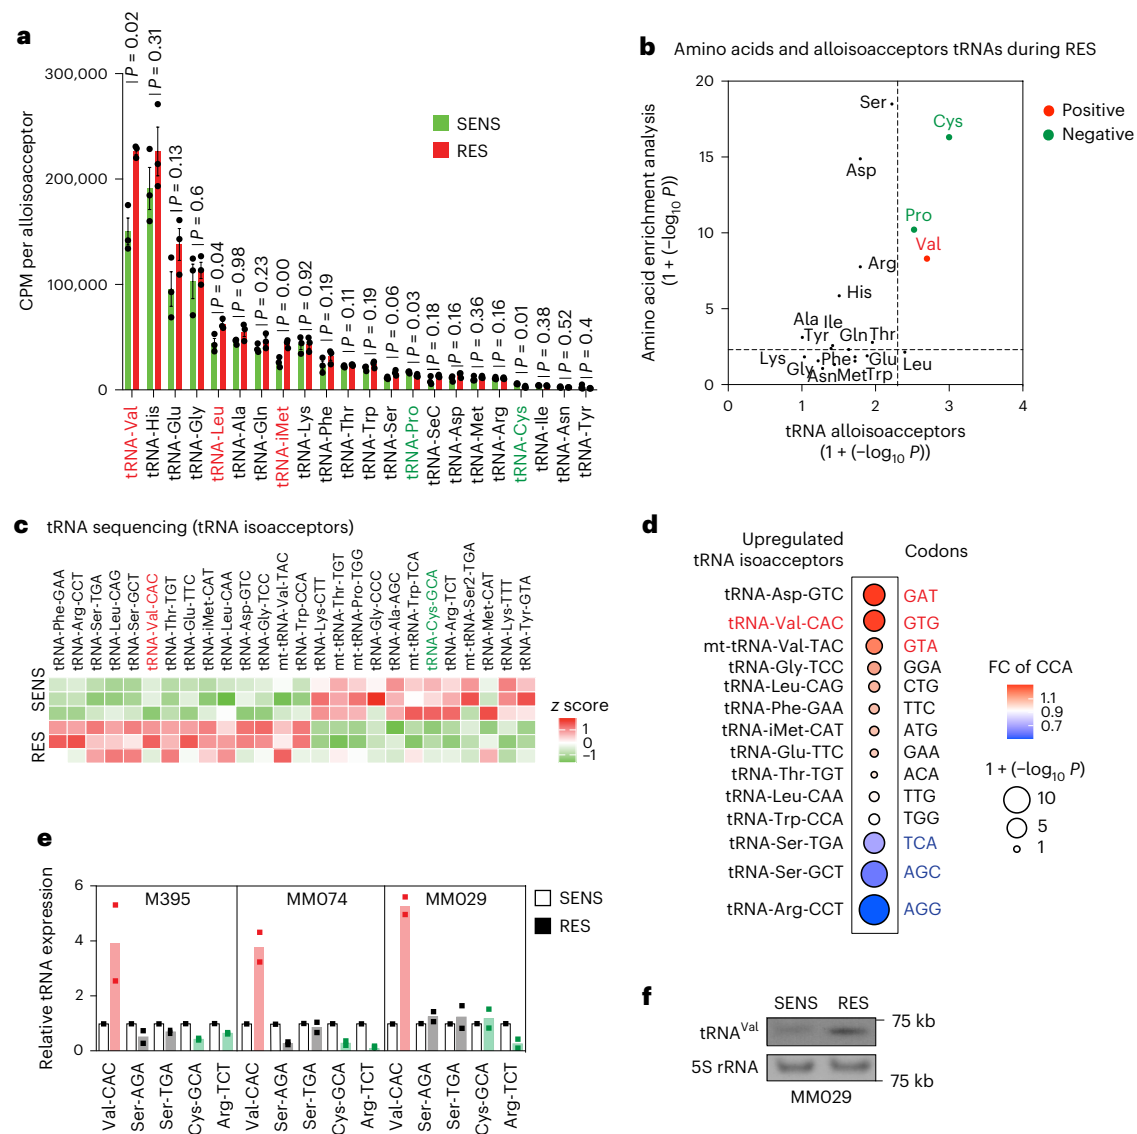 a
300,000
200,000
100,000
0
CPM per alloisoacceptor
P = 0.02
P = 0.31
P = 0.13
P = 0.6
P = 0.04
P = 0.98
P = 0.23
P = 0.00
P = 0.92
P = 0.19
P = 0.11
P = 0.19
P = 0.06
P = 0.03
P = 0.18
P = 0.16
P = 0.36
P = 0.16
P = 0.01
P = 0.38
P = 0.52
P = 0.4
SENS
RES
tRNA-Val
tRNA-His
tRNA-Glu
tRNA-Gly
tRNA-Leu
tRNA-Ala
tRNA-Gln
tRNA-iMet
tRNA-Lys
tRNA-Phe
tRNA-Thr
tRNA-Trp
tRNA-Ser
tRNA-Pro
tRNA-SeC
tRNA-Asp
tRNA-Met
tRNA-Arg
tRNA-Cys
tRNA-Ile
tRNA-Asn
tRNA-Tyr
b Amino acids and alloisoacceptors tRNAs during RES
20
15
10
5
0
Amino acid enrichment analysis
(1 + (−log10 P))
Ser
Cys
Asp
Pro
Val
Arg
His
Ala Ile
Tyr Gln Thr
Lys Phe Glu Leu
Gly
Asn Met Trp
0 1 2 3 4
tRNA alloisoacceptors
(1 + (−log10 P))
Positive
Negative
c tRNA sequencing (tRNA isoacceptors)
tRNA-Phe-GAA
tRNA-Arg-CCT
tRNA-Ser-TGA
tRNA-Leu-CAG
tRNA-Ser-GCT
tRNA-Val-CAC
tRNA-Thr-TGT
tRNA-Glu-TTC
tRNA-iMet-CAT
tRNA-Leu-CAA
tRNA-Asp-GTC
tRNA-Gly-TCC
mt-tRNA-Val-TAC
tRNA-Trp-CCA
tRNA-Lys-CTT
mt-tRNA-Thr-TGT
mt-tRNA-Pro-TGG
tRNA-Gly-CCC
tRNA-Ala-AGC
mt-tRNA-Trp-TCA
tRNA-Cys-GCA
tRNA-Arg-TCT
mt-tRNA-Ser2-TGA
tRNA-Met-CAT
tRNA-Lys-TTT
tRNA-Tyr-GTA
SENS
RES
z score
1
0
−1
d
Upregulated
tRNA isoacceptors
Codons
tRNA-Asp-GTC GAT
tRNA-Val-CAC GTG
mt-tRNA-Val-TAC GTA
tRNA-Gly-TCC GGA
tRNA-Leu-CAG CTG
tRNA-Phe-GAA TTC
tRNA-iMet-CAT ATG
tRNA-Glu-TTC GAA
tRNA-Thr-TGT ACA
tRNA-Leu-CAA TTG
tRNA-Trp-CCA TGG
tRNA-Ser-TGA TCA
tRNA-Ser-GCT AGC
tRNA-Arg-CCT AGG
FC of CCA
1.1
0.9
0.7
1 + (−log10 P)
10
5
1
e
6
4
2
0
Relative tRNA expression
M395 MM074 MM029
SENS
RES
Val-CAC
Ser-AGA
Ser-TGA
Cys-GCA
Arg-TCT
Val-CAC
Ser-AGA
Ser-TGA
Cys-GCA
Arg-TCT
Val-CAC
Ser-AGA
Ser-TGA
Cys-GCA
Arg-TCT
f
SENS RES
tRNAVal
75 kb
5S rRNA
75 kb
MM029